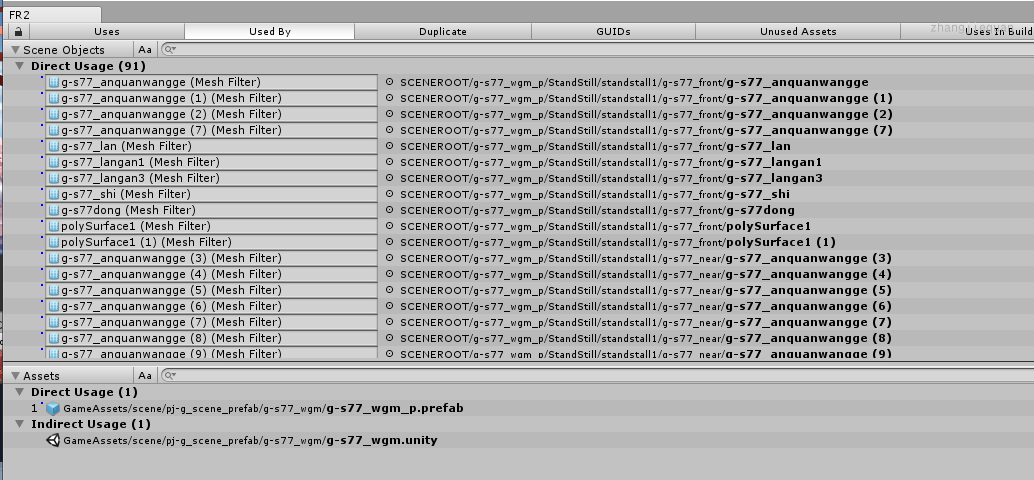 FR2
Uses Used By Duplicate GUIDs Unused Assets Uses In Build
Scene Objects Aa
Direct Usage (91)
g-s77_anquanwangge (Mesh Filter) SCENEROOT/g-s77_wgm_p/StandStill/standstall1/g-s77_front/g-s77_anquanwangge
g-s77_anquanwangge (1) (Mesh Filter) SCENEROOT/g-s77_wgm_p/StandStill/standstall1/g-s77_front/g-s77_anquanwangge (1)
g-s77_anquanwangge (2) (Mesh Filter) SCENEROOT/g-s77_wgm_p/StandStill/standstall1/g-s77_front/g-s77_anquanwangge (2)
g-s77_anquanwangge (7) (Mesh Filter) SCENEROOT/g-s77_wgm_p/StandStill/standstall1/g-s77_front/g-s77_anquanwangge (7)
g-s77_lan (Mesh Filter) SCENEROOT/g-s77_wgm_p/StandStill/standstall1/g-s77_front/g-s77_lan
g-s77_langan1 (Mesh Filter) SCENEROOT/g-s77_wgm_p/StandStill/standstall1/g-s77_front/g-s77_langan1
g-s77_langan3 (Mesh Filter) SCENEROOT/g-s77_wgm_p/StandStill/standstall1/g-s77_front/g-s77_langan3
g-s77_shi (Mesh Filter) SCENEROOT/g-s77_wgm_p/StandStill/standstall1/g-s77_front/g-s77_shi
g-s77dong (Mesh Filter) SCENEROOT/g-s77_wgm_p/StandStill/standstall1/g-s77_front/g-s77dong
polySurface1 (Mesh Filter) SCENEROOT/g-s77_wgm_p/StandStill/standstall1/g-s77_front/polySurface1
polySurface1 (1) (Mesh Filter) SCENEROOT/g-s77_wgm_p/StandStill/standstall1/g-s77_front/polySurface1 (1)
g-s77_anquanwangge (3) (Mesh Filter) SCENEROOT/g-s77_wgm_p/StandStill/standstall1/g-s77_near/g-s77_anquanwangge (3)
g-s77_anquanwangge (4) (Mesh Filter) SCENEROOT/g-s77_wgm_p/StandStill/standstall1/g-s77_near/g-s77_anquanwangge (4)
g-s77_anquanwangge (5) (Mesh Filter) SCENEROOT/g-s77_wgm_p/StandStill/standstall1/g-s77_near/g-s77_anquanwangge (5)
g-s77_anquanwangge (6) (Mesh Filter) SCENEROOT/g-s77_wgm_p/StandStill/standstall1/g-s77_near/g-s77_anquanwangge (6)
g-s77_anquanwangge (7) (Mesh Filter) SCENEROOT/g-s77_wgm_p/StandStill/standstall1/g-s77_near/g-s77_anquanwangge (7)
g-s77_anquanwangge (8) (Mesh Filter) SCENEROOT/g-s77_wgm_p/StandStill/standstall1/g-s77_near/g-s77_anquanwangge (8)
g-s77_anquanwangge (9) (Mesh Filter) SCENEROOT/g-s77_wgm_p/StandStill/standstall1/g-s77_near/g-s77_anquanwangge (9)
Assets Aa
Direct Usage (1)
1 GameAssets/scene/pj-g_scene_prefab/g-s77_wgm/g-s77_wgm_p.prefab
Indirect Usage (1)
GameAssets/scene/pj-g_scene_prefab/g-s77_wgm/g-s77_wgm.unity